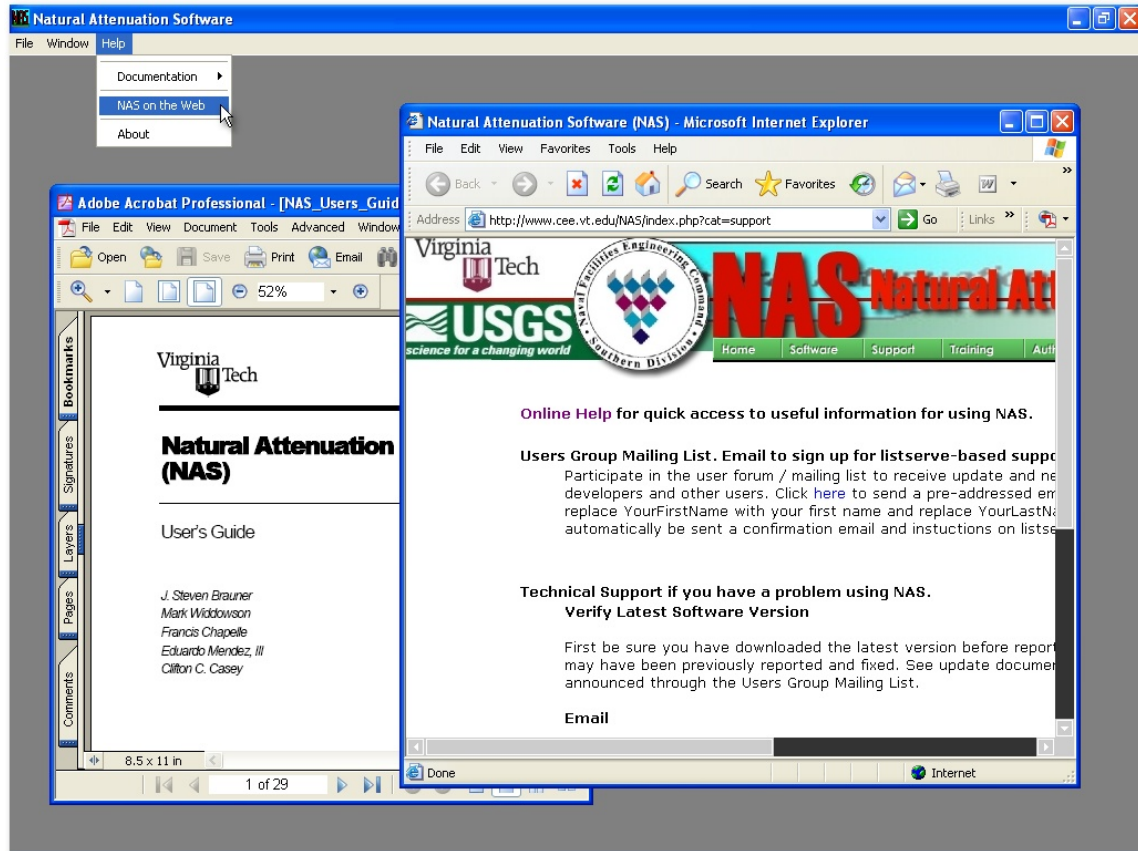 NAS Natural Attenuation Software
File Window Help
Documentation
NAS on the Web
About
Adobe Acrobat Professional - [NAS_Users_Guid
File Edit View Document Tools Advanced Window
Open Save Print Email
52%
Bookmarks
Signatures
Layers
Pages
Comments
Virginia
Tech
Natural Attenuation
(NAS)
User's Guide
J. Steven Brauner
Mark Widdowson
Francis Chapelle
Eduardo Mendez, III
Clifton C. Casey
8.5 x 11 in
1 of 29
Natural Attenuation Software (NAS) - Microsoft Internet Explorer
File Edit View Favorites Tools Help
Back Search Favorites
Address http://www.cee.vt.edu/NAS/index.php?cat=support Go Links
Virginia
Tech
USGS
science for a changing world
Naval Facilities Engineering Command
Southern Division
NAS Natural Att
Home Software Support Training Auth
Online Help for quick access to useful information for using NAS.
Users Group Mailing List. Email to sign up for listserve-based suppo
Participate in the user forum / mailing list to receive update and ne
developers and other users. Click here to send a pre-addressed em
replace YourFirstName with your first name and replace YourLastNa
automatically be sent a confirmation email and instuctions on listse
Technical Support if you have a problem using NAS.
Verify Latest Software Version
First be sure you have downloaded the latest version before report
may have been previously reported and fixed. See update documen
announced through the Users Group Mailing List.
Email
Done Internet